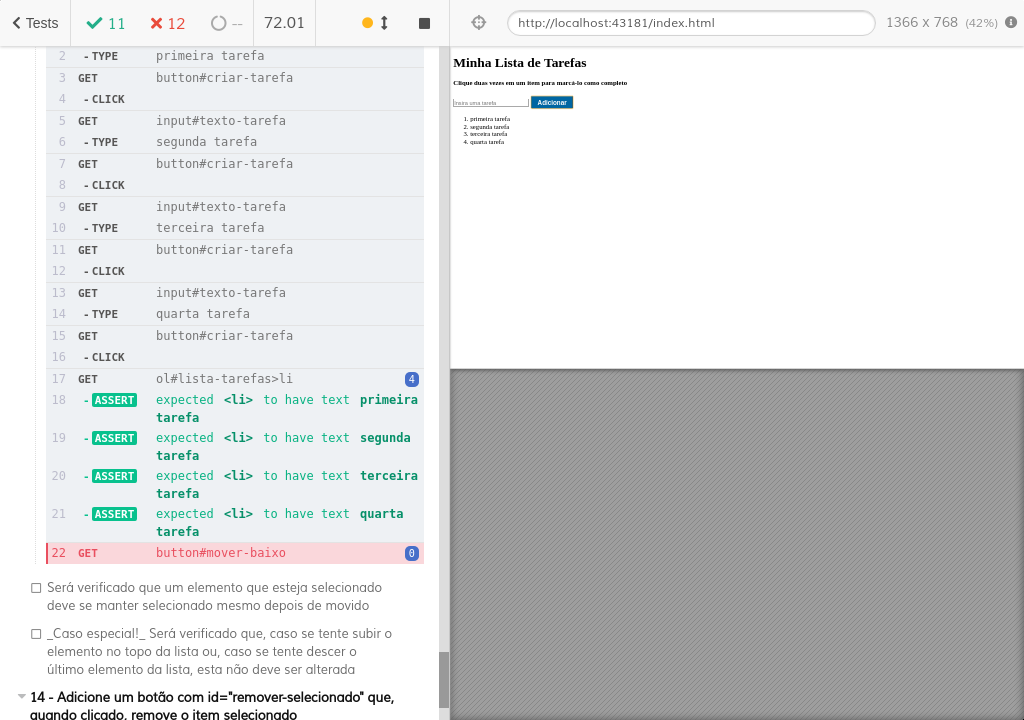 Tests 11 12 -- 72.01
http://localhost:43181/index.html 1366 x 768 (42%)
2 - TYPE primeira tarefa
3 GET button#criar-tarefa
4 - CLICK
5 GET input#texto-tarefa
6 - TYPE segunda tarefa
7 GET button#criar-tarefa
8 - CLICK
9 GET input#texto-tarefa
10 - TYPE terceira tarefa
11 GET button#criar-tarefa
12 - CLICK
13 GET input#texto-tarefa
14 - TYPE quarta tarefa
15 GET button#criar-tarefa
16 - CLICK
17 GET ol#lista-tarefas>li 4
18 - ASSERT expected <li> to have text primeira
tarefa
19 - ASSERT expected <li> to have text segunda
tarefa
20 - ASSERT expected <li> to have text terceira
tarefa
21 - ASSERT expected <li> to have text quarta
tarefa
22 GET button#mover-baixo 0
Será verificado que um elemento que esteja selecionado
deve se manter selecionado mesmo depois de movido
_Caso especial!_ Será verificado que, caso se tente subir o
elemento no topo da lista ou, caso se tente descer o
último elemento da lista, esta não deve ser alterada
14 - Adicione um botão com id="remover-selecionado" que,
quando clicado, remove o item selecionado
Minha Lista de Tarefas
Clique duas vezes em um item para marcá-lo como completo
Insira uma tarefa Adicionar
1. primeira tarefa
2. segunda tarefa
3. terceira tarefa
4. quarta tarefa